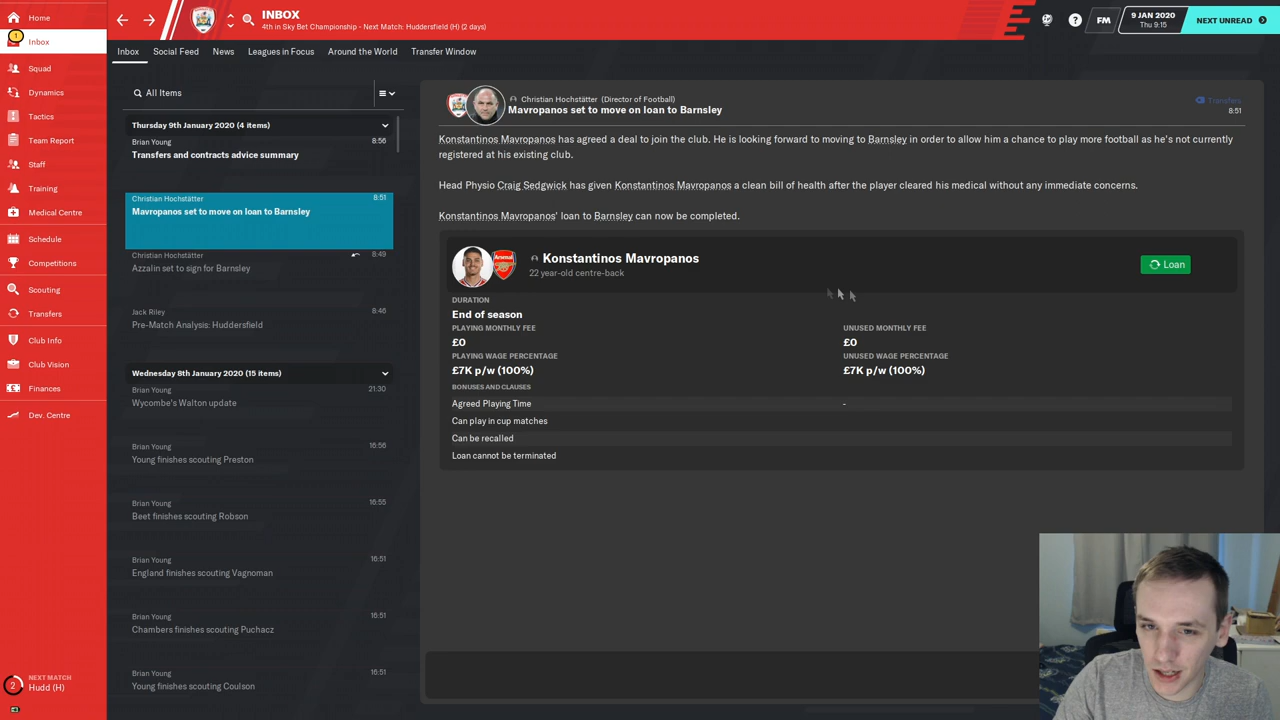 Home
1
Inbox
Squad
Dynamics
Tactics
Team Report
Staff
Training
Medical Centre
Schedule
Competitions
Scouting
Transfers
Club Info
Club Vision
Finances
Dev. Centre
2
NEXT MATCH
Hudd (H)
INBOX
4th in Sky Bet Championship • Next Match: Huddersfield (H) (2 days)
FM
9 JAN 2020
Thu 9:15
NEXT UNREAD
Inbox
Social Feed
News
Leagues in Focus
Around the World
Transfer Window
All Items
Thursday 9th January 2020 (4 items)
Brian Young 8:56
Transfers and contracts advice summary
Christian Hochstätter 8:51
Mavropanos set to move on loan to Barnsley
Christian Hochstätter 8:49
Azzalin set to sign for Barnsley
Jack Riley 8:46
Pre-Match Analysis: Huddersfield
Wednesday 8th January 2020 (15 items)
Brian Young 21:30
Wycombe's Walton update
Brian Young 16:56
Young finishes scouting Preston
Brian Young 16:55
Beet finishes scouting Robson
Brian Young 16:51
England finishes scouting Vagnoman
Brian Young 16:51
Chambers finishes scouting Puchacz
Brian Young 16:51
Young finishes scouting Coulson
Christian Hochstätter (Director of Football)
Mavropanos set to move on loan to Barnsley
Transfers
8:51
Konstantinos Mavropanos has agreed a deal to join the club. He is looking forward to moving to Barnsley in order to allow him a chance to play more football as he's not currently
registered at his existing club.
Head Physio Craig Sedgwick has given Konstantinos Mavropanos a clean bill of health after the player cleared his medical without any immediate concerns.
Konstantinos Mavropanos' loan to Barnsley can now be completed.
Arsenal
Konstantinos Mavropanos
22 year-old centre-back
Loan
DURATION
End of season
PLAYING MONTHLY FEE UNUSED MONTHLY FEE
£0 £0
PLAYING WAGE PERCENTAGE UNUSED WAGE PERCENTAGE
£7K p/w (100%) £7K p/w (100%)
BONUSES AND CLAUSES
Agreed Playing Time -
Can play in cup matches
Can be recalled
Loan cannot be terminated